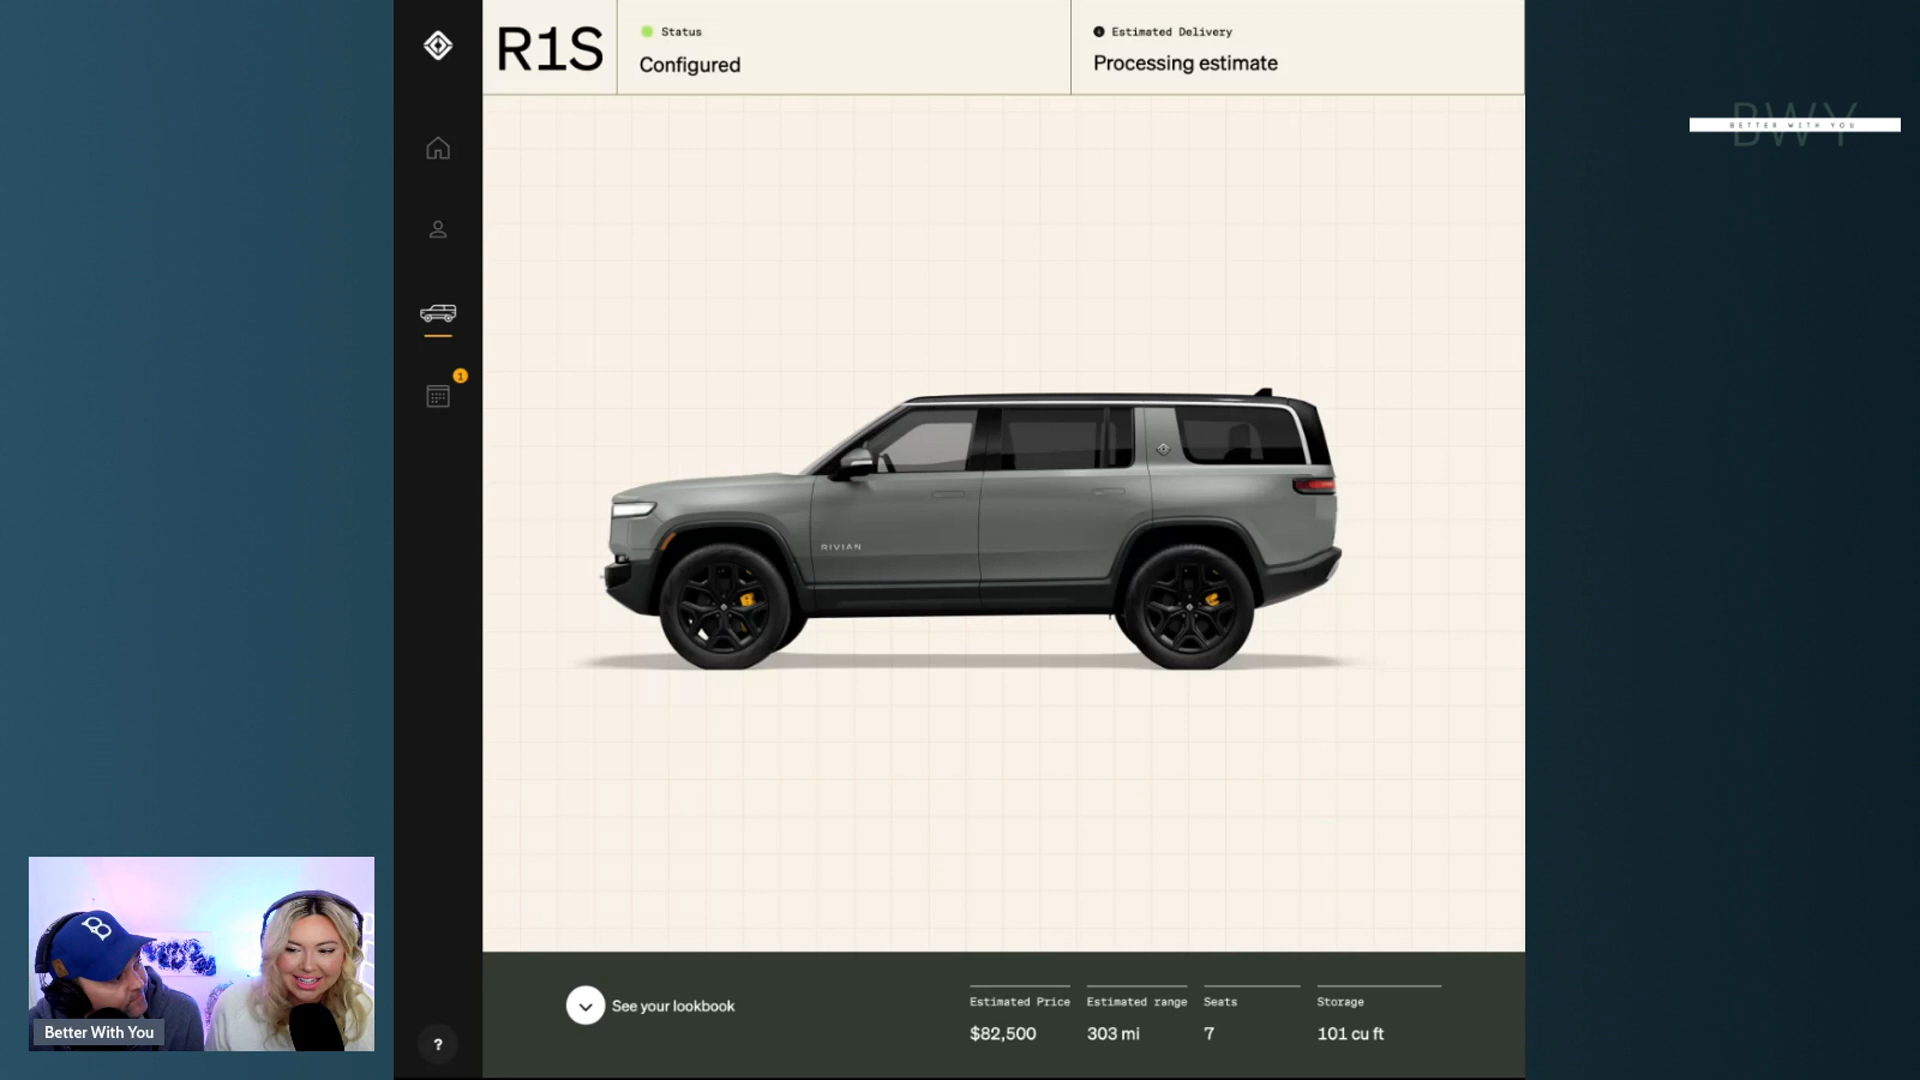 R1S
Status
Configured
Estimated Delivery
Processing estimate
BWY
BETTER WITH YOU
1
RIVIAN
B
Better With You
?
See your lookbook
Estimated Price
$82,500
Estimated range
303 mi
Seats
7
Storage
101 cu ft